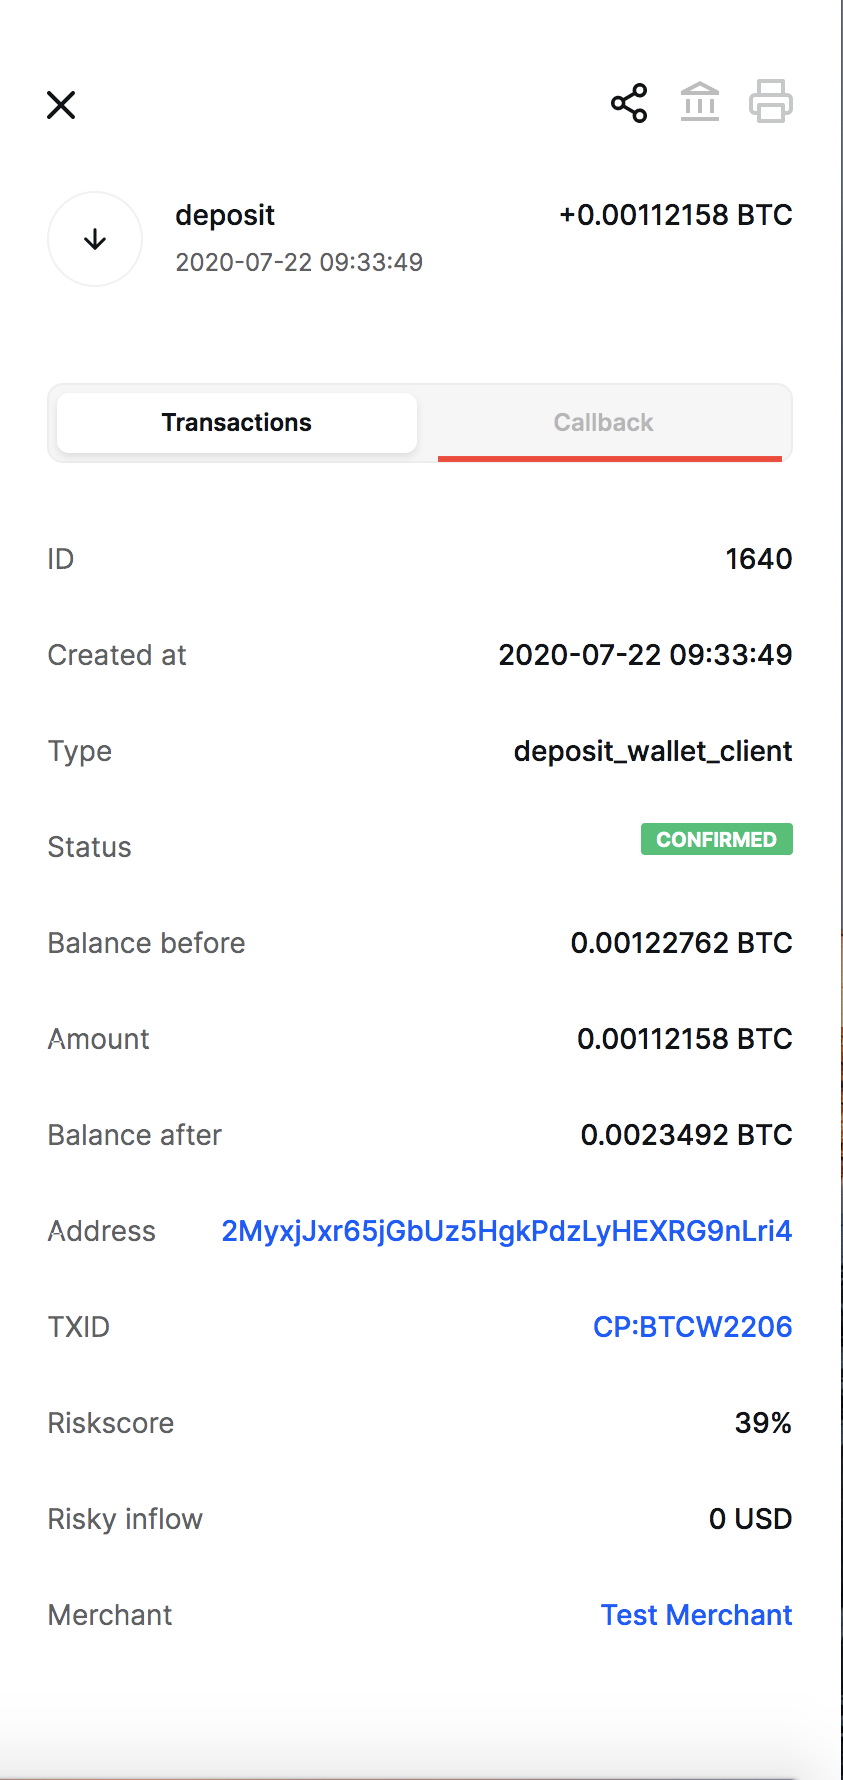 deposit +0.00112158 BTC
2020-07-22 09:33:49
Transactions Callback
ID 1640
Created at 2020-07-22 09:33:49
Type deposit_wallet_client
Status CONFIRMED
Balance before 0.00122762 BTC
Amount 0.00112158 BTC
Balance after 0.0023492 BTC
Address 2MyxjJxr65jGbUz5HgkPdzLyHEXRG9nLri4
TXID CP:BTCW2206
Riskscore 39%
Risky inflow 0 USD
Merchant Test Merchant